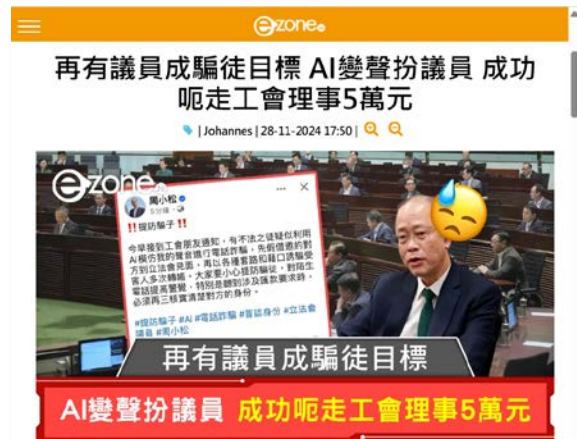 ezone
再有議員成騙徒目標 AI變聲扮議員 成功
呃走工會理事5萬元
| Johannes | 28-11-2024 17:50 |
ezone
周小松
5分鐘
!!提防騙子!!
今早接到工會朋友通知，有不法之徒疑似利用
AI模仿我的聲音進行電話詐騙，先假借邀約對
方到立法會見面，再以各種套路和藉口誘騙受
害人多次轉帳。大家要小心提防騙徒，對陌生
電話提高警覺，特別是聽到涉及匯款要求時，
必須再三核實清楚對方的身份。
#提防騙子 #AI #電話詐騙 #冒認身份 #立法會
議員 #周小松
再有議員成騙徒目標
AI變聲扮議員 成功呃走工會理事5萬元